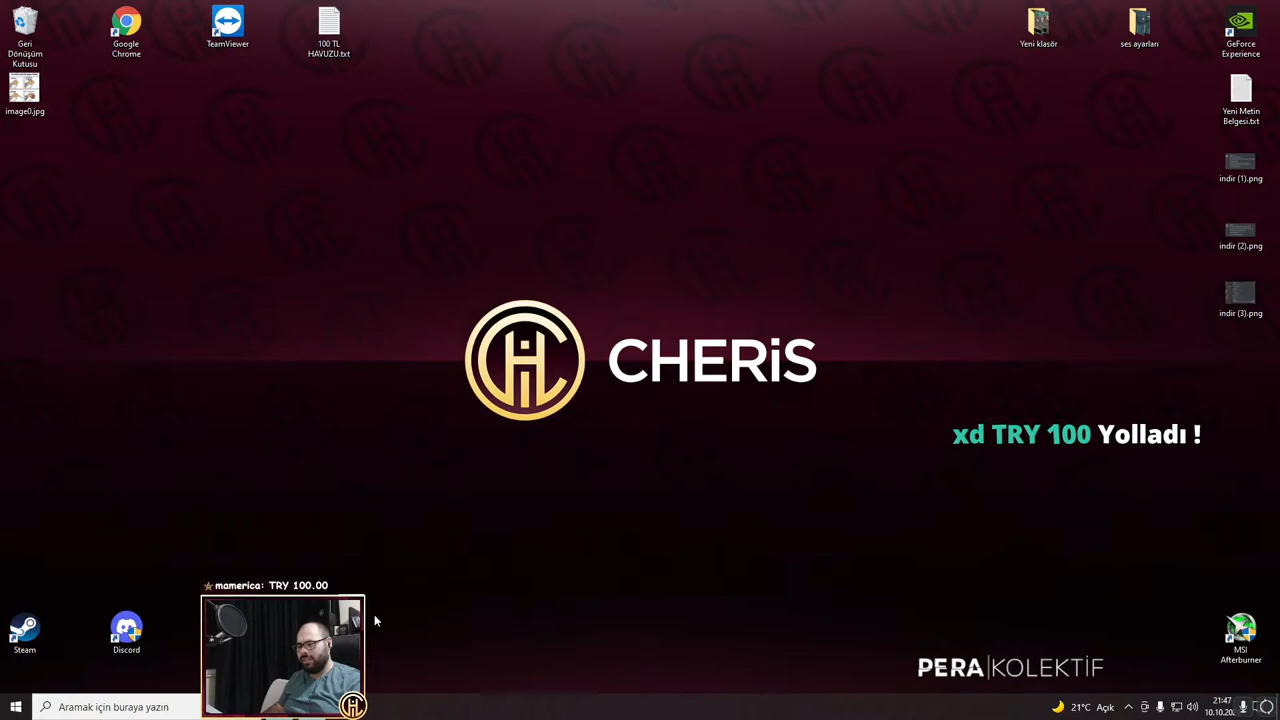 Geri
Dönüşüm
Kutusu
Google
Chrome
TeamViewer
100 TL
HAVUZU.txt
Yeni klasör
ses ayarları
GeForce
Experience
image0.jpg
Yeni Metin
Belgesi.txt
indir (1).png
indir (2).png
indir (3).png
CHERiS
xd TRY 100 Yolladı !
mamerica: TRY 100.00
Steam
Discord
MSI
Afterburner
PERA|KOLEKTİF
Aramak için buraya yazın
21°C Açık
21:47